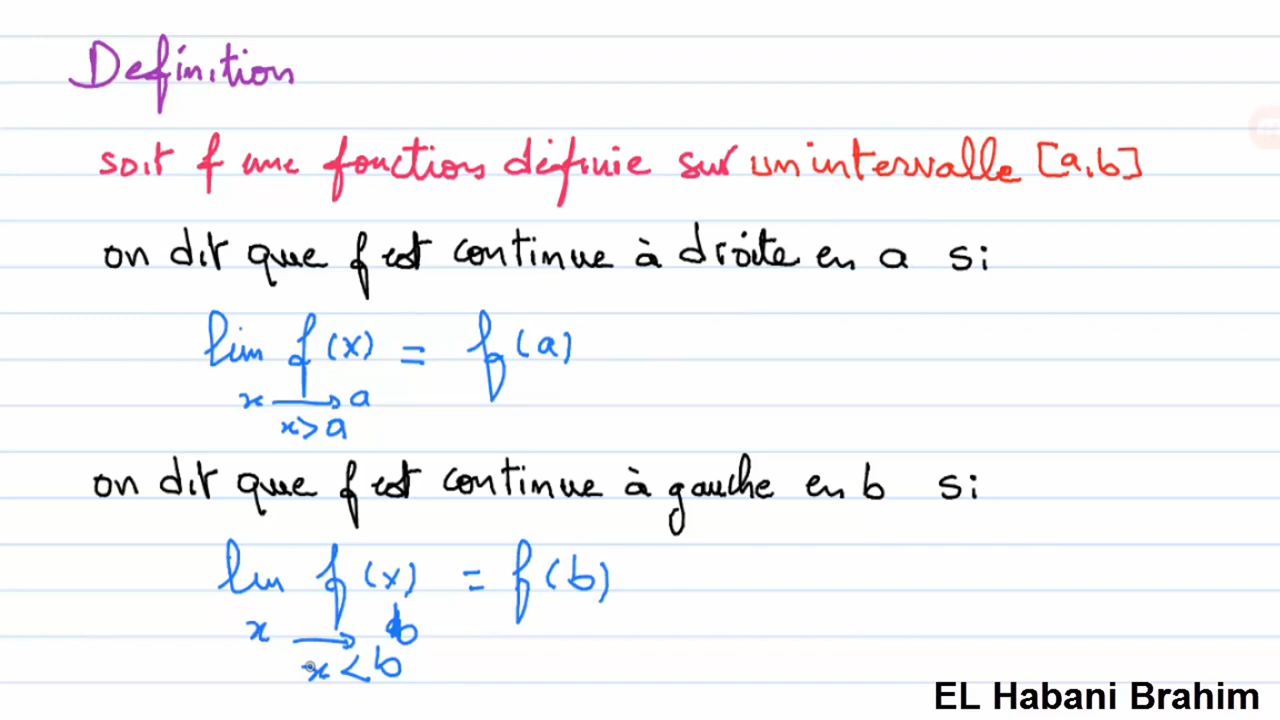 Definition
soit f une fonction définie sur un intervalle [a,b]
on dit que f est continue à droite en a si
lim f(x) = f(a)
x → a
x > a
on dit que f est continue à gauche en b si
lim f(x) = f(b)
x → b
x < b
EL Habani Brahim